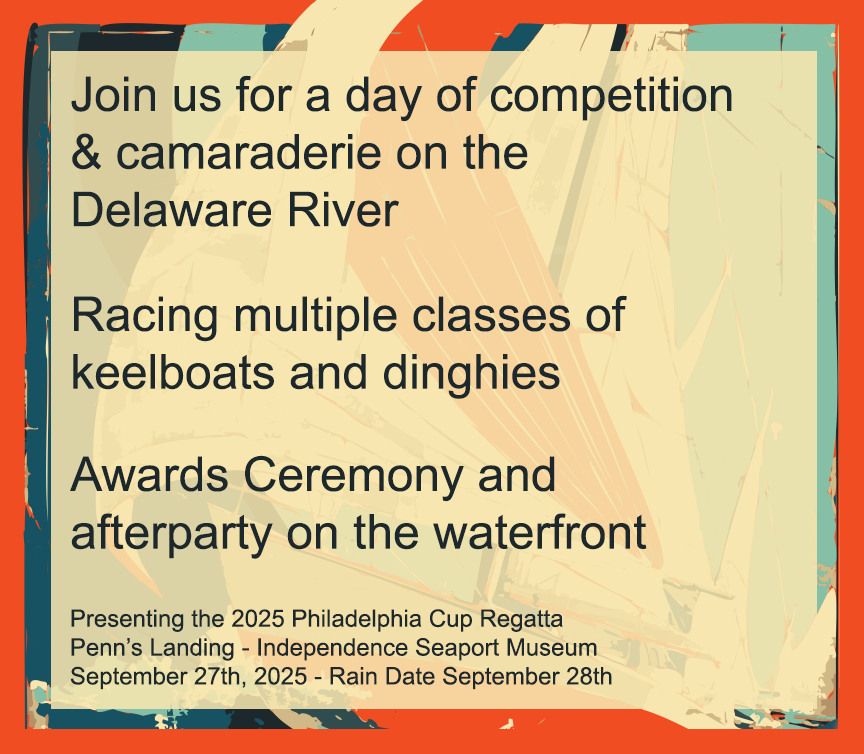 Join us for a day of competition
& camaraderie on the
Delaware River
Racing multiple classes of
keelboats and dinghies
Awards Ceremony and
afterparty on the waterfront
Presenting the 2025 Philadelphia Cup Regatta
Penn’s Landing - Independence Seaport Museum
September 27th, 2025 - Rain Date September 28th